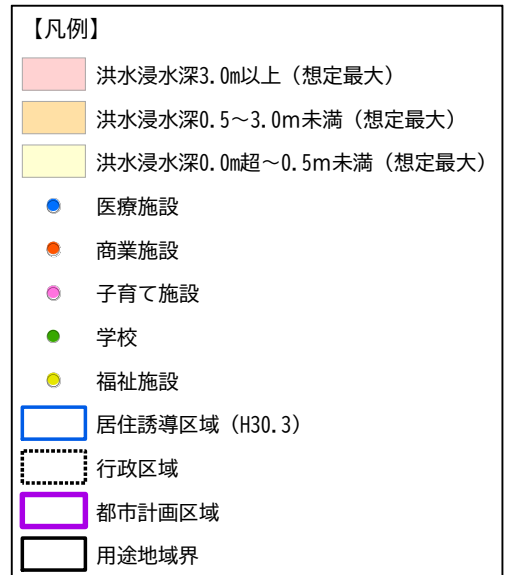 【凡例】
洪水浸水深3.0m以上（想定最大）
洪水浸水深0.5～3.0m未満（想定最大）
洪水浸水深0.0m超～0.5m未満（想定最大）
医療施設
商業施設
子育て施設
学校
福祉施設
居住誘導区域（H30.3）
行政区域
都市計画区域
用途地域界